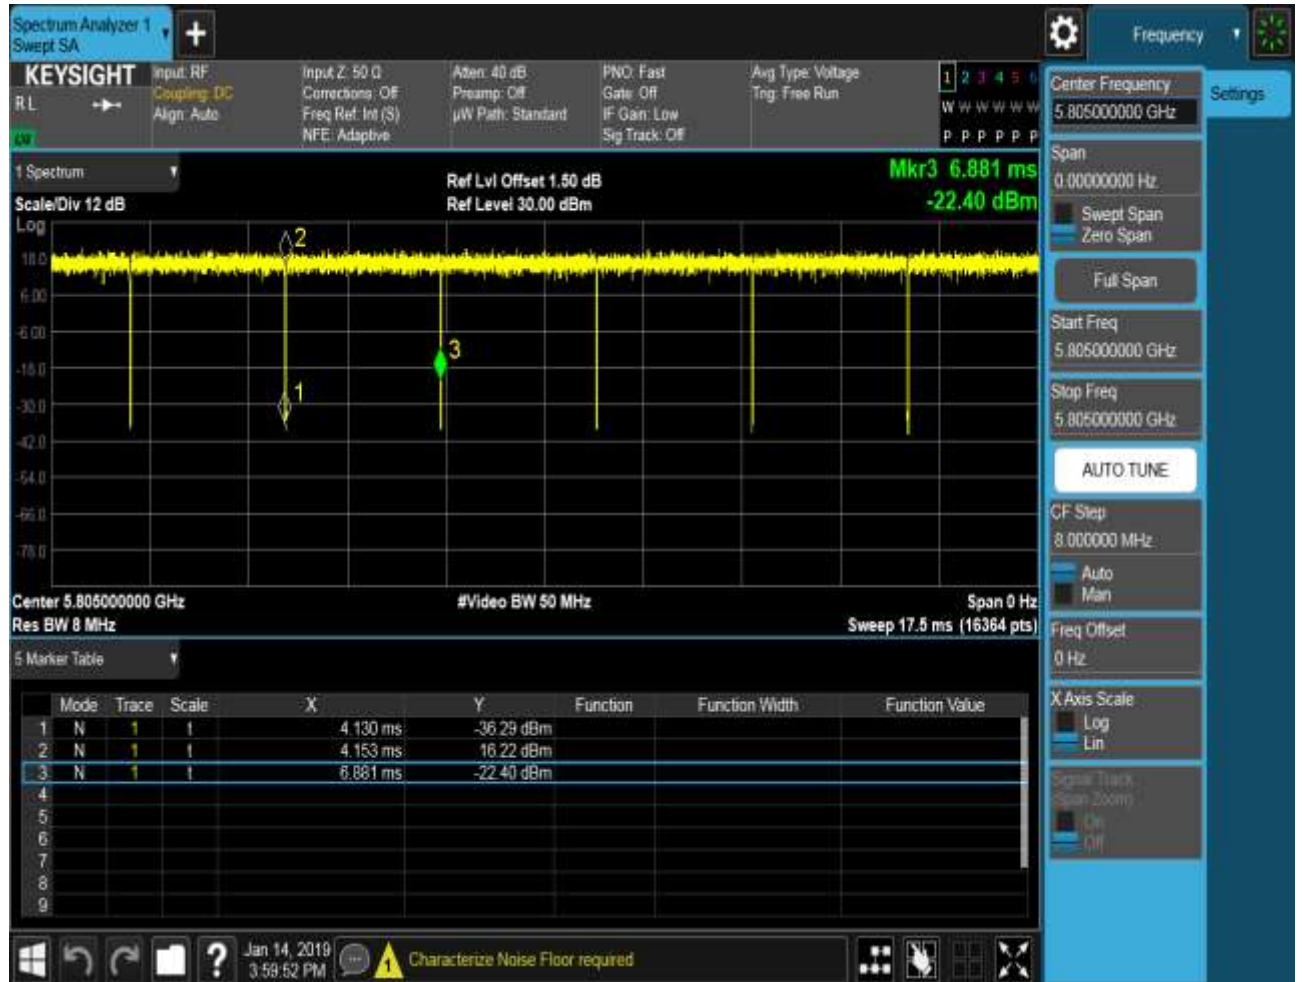 Spectrum Analyzer 1
Swept SA
+
Frequency
KEYSIGHT
RL
Input: RF
Coupling: DC
Align: Auto
Input Z: 50 Ω
Corrections: Off
Freq Ref: Int (S)
NFE: Adaptive
Atten: 40 dB
Preamp: Off
µW Path: Standard
PNO: Fast
Gate: Off
IF Gain: Low
Sig Track: Off
Avg Type: Voltage
Trig: Free Run
1 2 3 4 5 6
W W W W W W
P P P P P P
1 Spectrum
Scale/Div 12 dB
Ref Lvl Offset 1.50 dB
Ref Level 30.00 dBm
Mkr3 6.881 ms
-22.40 dBm
Log
18.0
6.00
-6.00
-18.0
-30.0
-42.0
-54.0
-66.0
-78.0
2
3
1
Center 5.805000000 GHz
Res BW 8 MHz
#Video BW 50 MHz
Span 0 Hz
Sweep 17.5 ms (16364 pts)
5 Marker Table
Mode Trace Scale X Y Function Function Width Function Value
1 N 1 t 4.130 ms -36.29 dBm
2 N 1 t 4.153 ms 16.22 dBm
3 N 1 t 6.881 ms -22.40 dBm
4
5
6
7
8
9
Jan 14, 2019
3:59:52 PM
?
1
Characterize Noise Floor required
Settings
Center Frequency
5.805000000 GHz
Span
0.00000000 Hz
Swept Span
Zero Span
Full Span
Start Freq
5.805000000 GHz
Stop Freq
5.805000000 GHz
AUTO TUNE
CF Step
8.000000 MHz
Auto
Man
Freq Offset
0 Hz
X Axis Scale
Log
Lin
Signal Track
(Span Zoom)
On
Off